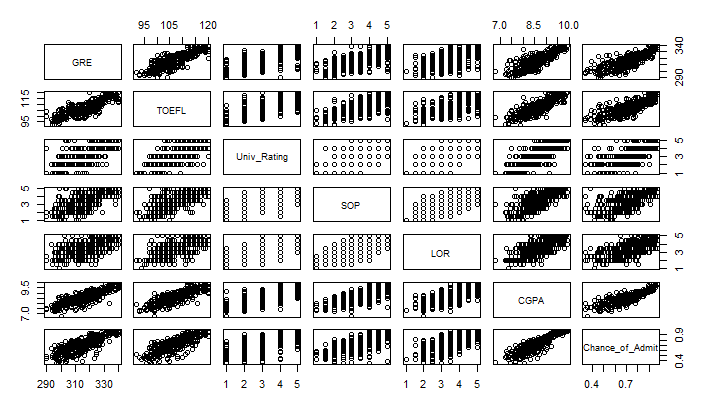 95 105 120 1 2 3 4 5 7.0 8.5 10.0
GRE
290 340
TOEFL
95 115
Univ_Rating
1 3 5
SOP
1 3 5
LOR
1 3 5
CGPA
7.0 9.5
Chance_of_Admit
0.4 0.9
290 310 330 1 2 3 4 5 1 2 3 4 5 0.4 0.7